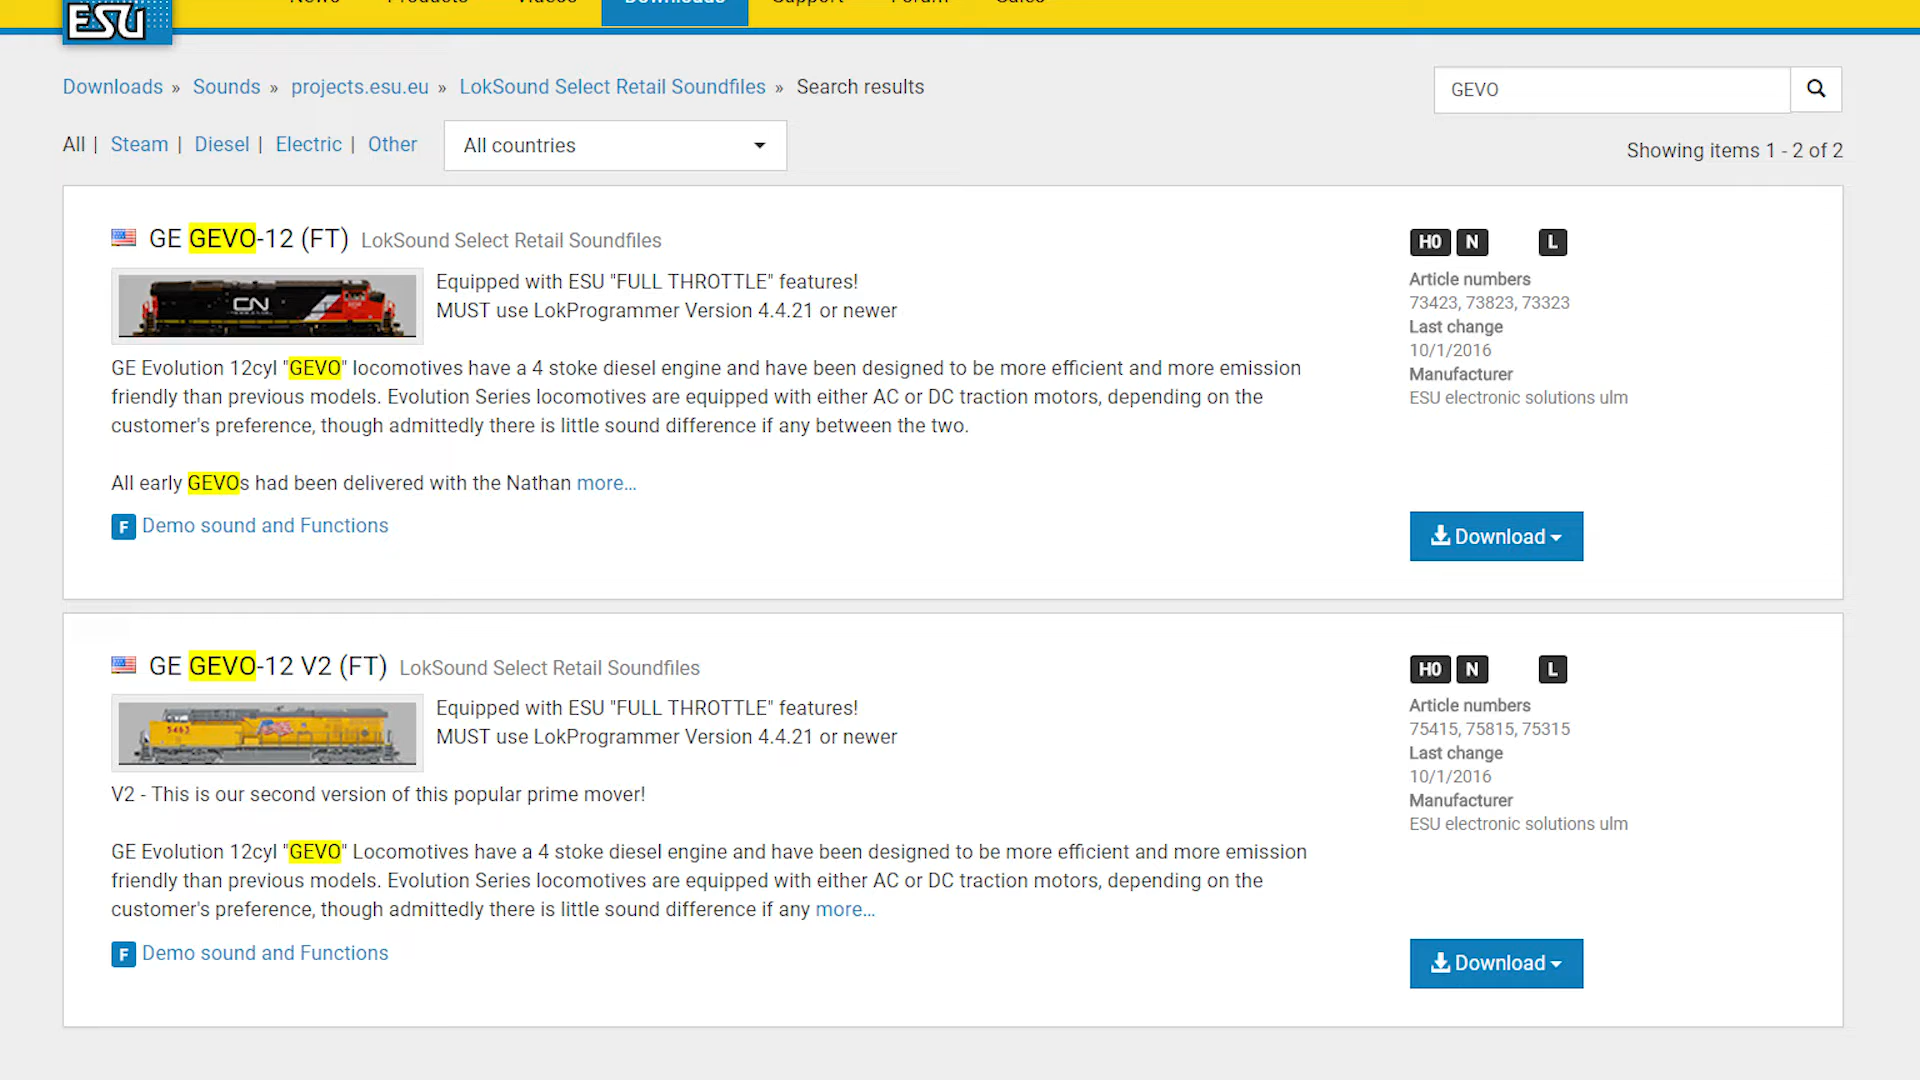 ESU
News Products Videos Downloads Support Forum Sales
Downloads » Sounds » projects.esu.eu » LokSound Select Retail Soundfiles » Search results
GEVO
All | Steam | Diesel | Electric | Other
All countries
Showing items 1 - 2 of 2
GE GEVO-12 (FT) LokSound Select Retail Soundfiles
CN
Equipped with ESU "FULL THROTTLE" features!
MUST use LokProgrammer Version 4.4.21 or newer
GE Evolution 12cyl "GEVO" locomotives have a 4 stoke diesel engine and have been designed to be more efficient and more emission
friendly than previous models. Evolution Series locomotives are equipped with either AC or DC traction motors, depending on the
customer's preference, though admittedly there is little sound difference if any between the two.
All early GEVOs had been delivered with the Nathan more...
F Demo sound and Functions
H0 N L
Article numbers
73423, 73823, 73323
Last change
10/1/2016
Manufacturer
ESU electronic solutions ulm
Download
GE GEVO-12 V2 (FT) LokSound Select Retail Soundfiles
5463
Equipped with ESU "FULL THROTTLE" features!
MUST use LokProgrammer Version 4.4.21 or newer
V2 - This is our second version of this popular prime mover!
GE Evolution 12cyl "GEVO" Locomotives have a 4 stoke diesel engine and have been designed to be more efficient and more emission
friendly than previous models. Evolution Series locomotives are equipped with either AC or DC traction motors, depending on the
customer's preference, though admittedly there is little sound difference if any more...
F Demo sound and Functions
H0 N L
Article numbers
75415, 75815, 75315
Last change
10/1/2016
Manufacturer
ESU electronic solutions ulm
Download